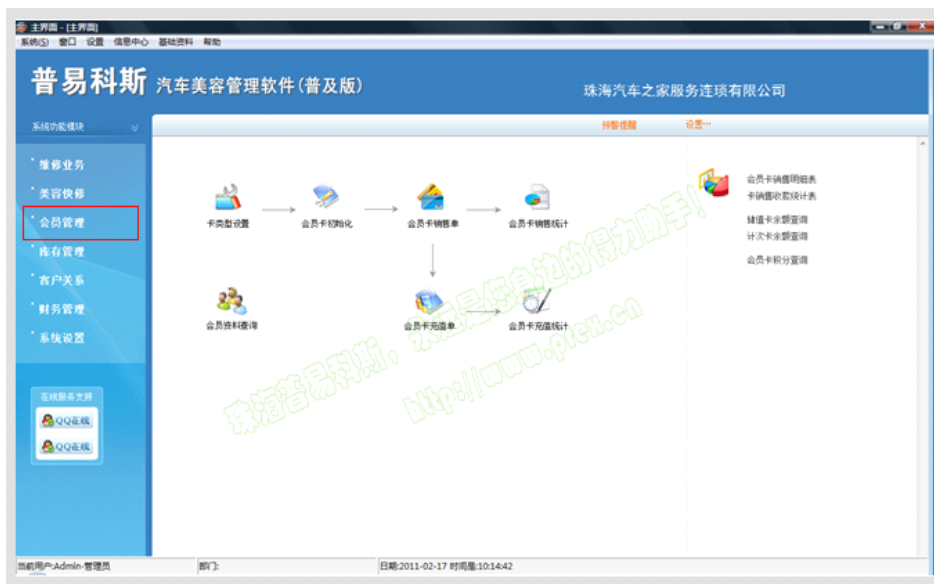 主界面 - [主界面]
系统(S) 窗口 设置 信息中心 基础资料 帮助
普易科斯 汽车美容管理软件(普及版)
珠海汽车之家服务连琐有限公司
系统功能模块
预警提醒 设置…
维修业务
美容快修
会员管理
库存管理
客户关系
财务管理
系统设置
在线服务支持
QQ在线
QQ在线
卡类型设置 会员卡初始化 会员卡销售单 会员卡销售统计
会员资料查询 会员卡充值单 会员卡充值统计
会员卡销售明细表
卡销售收款统计表
储值卡余额查询
计次卡余额查询
会员卡积分查询
珠海普易科斯，永远是您身边的得力助手！
http://www.picx.cn
当前用户:Admin-管理员 部门: 日期:2011-02-17 时间是:10:14:42